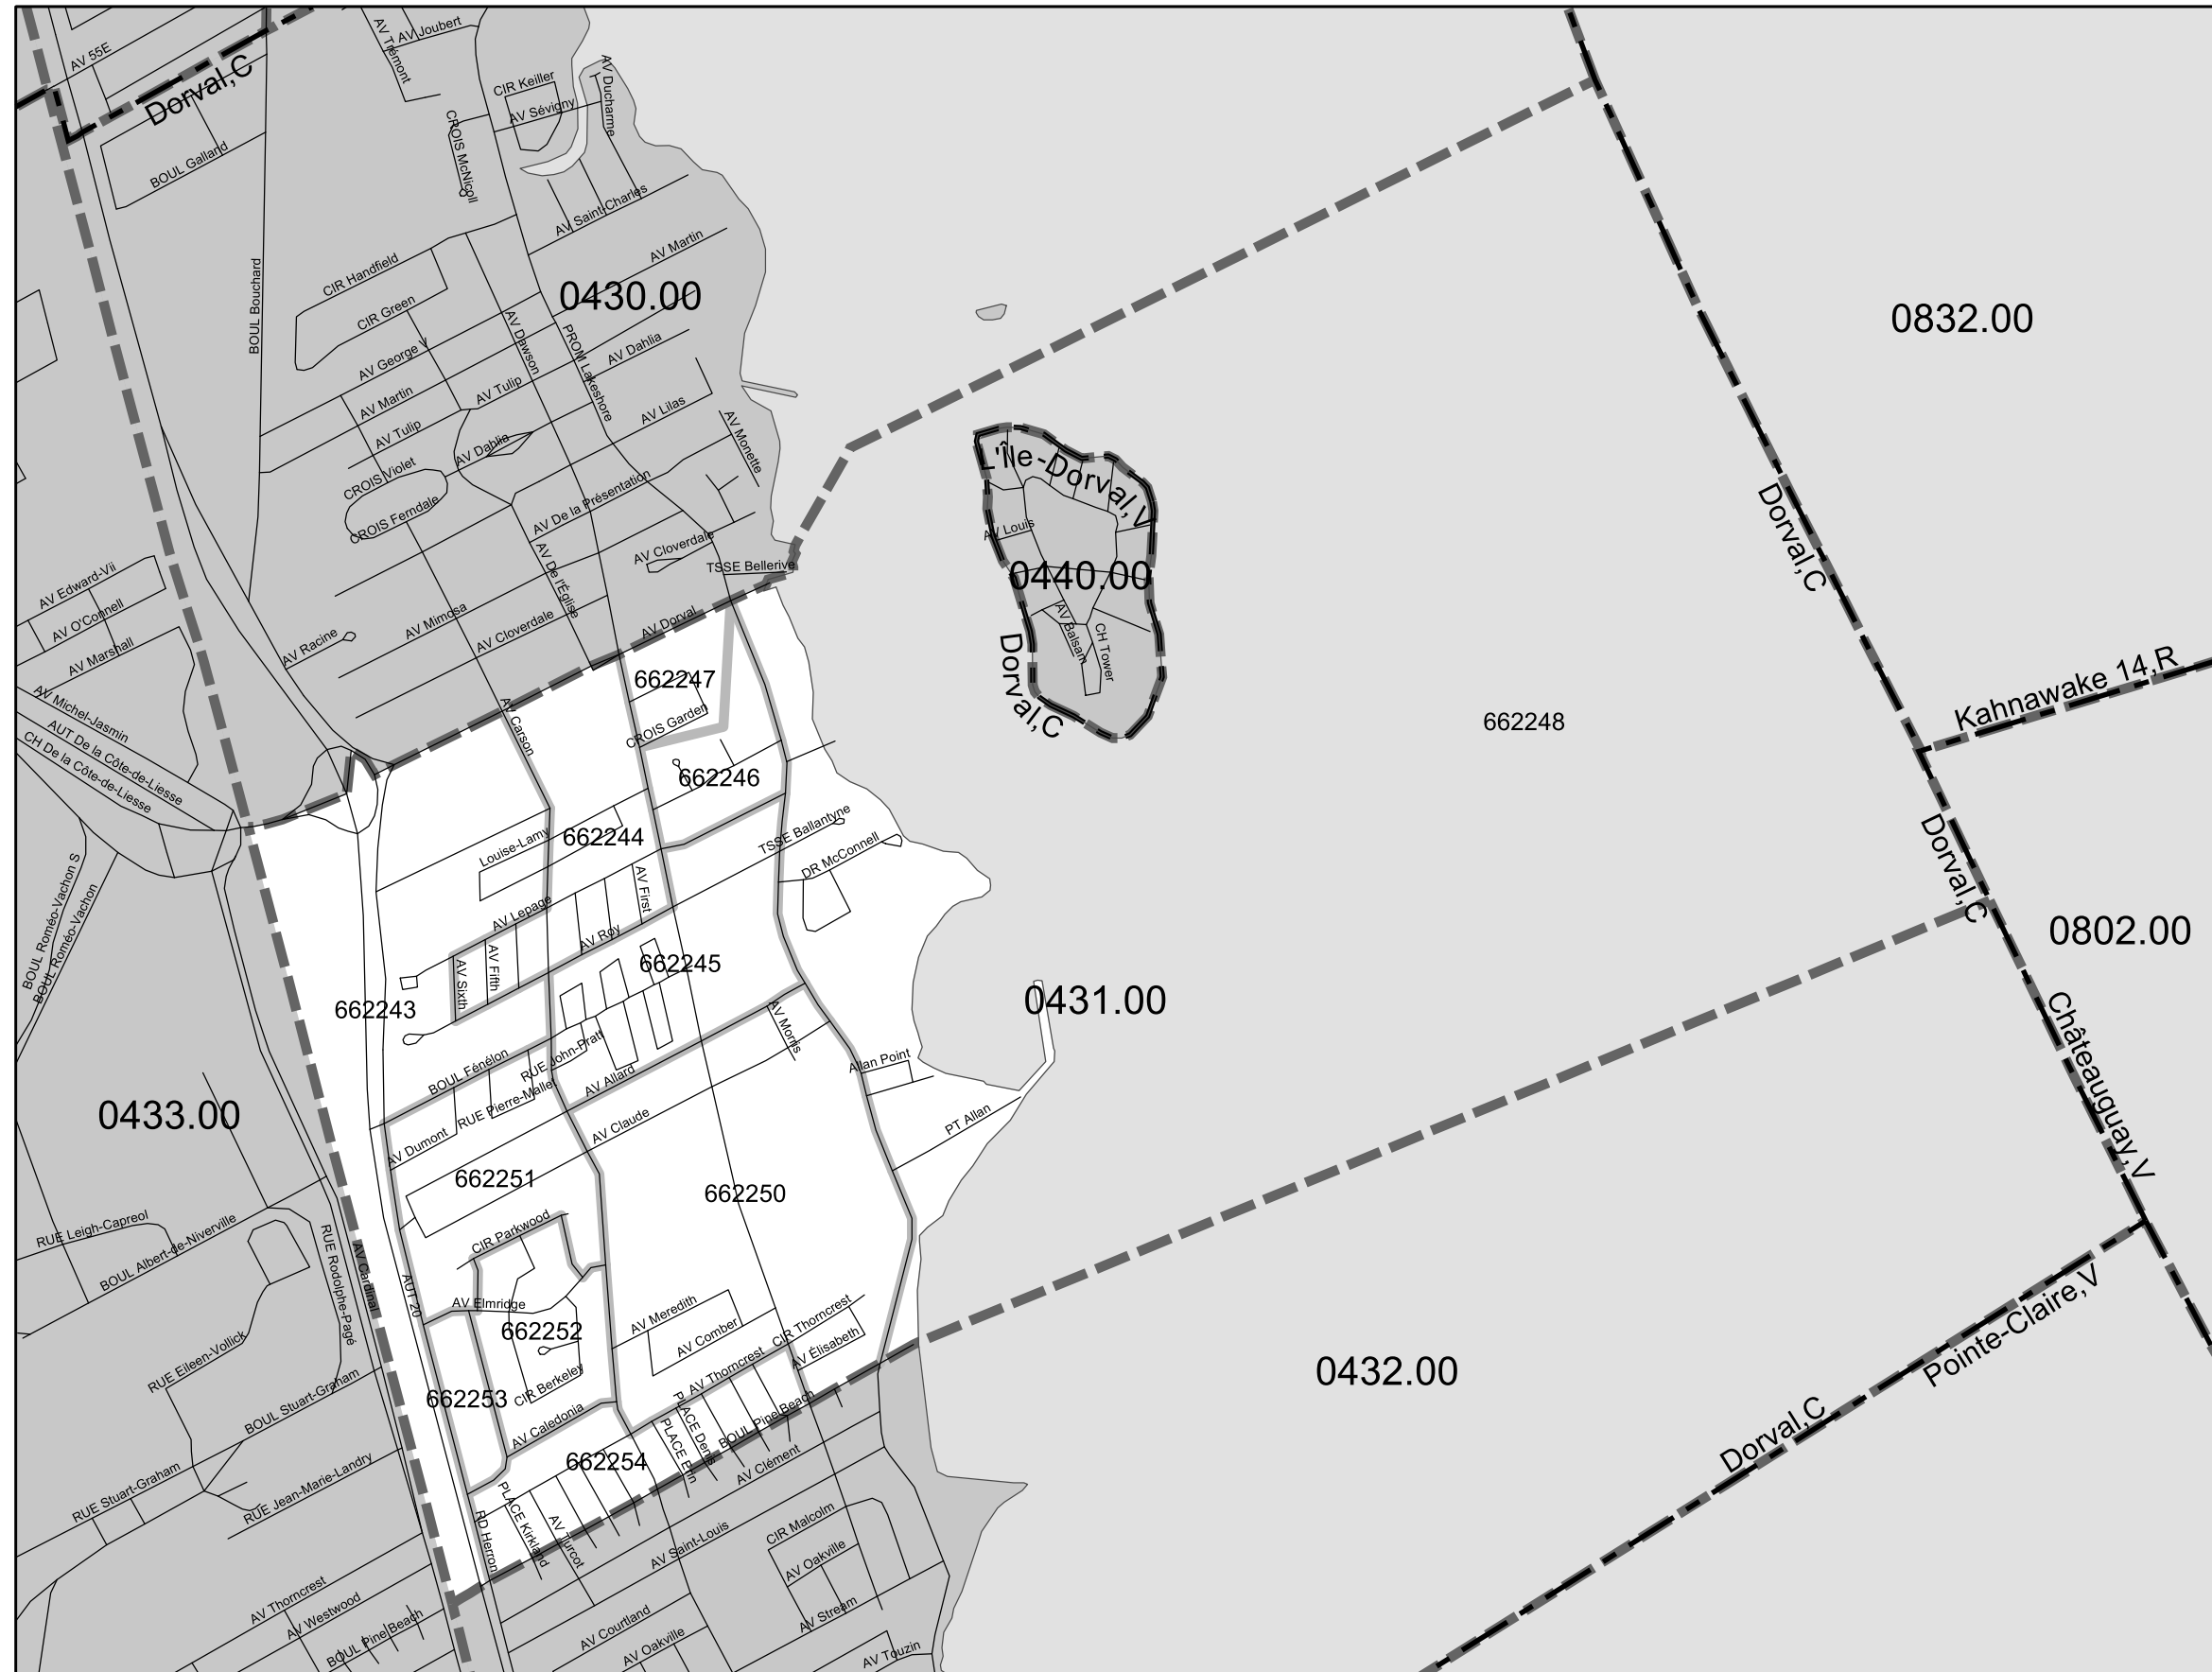 AV 55E
Dorval,C
AV Trémont
AV Joubert
CIR Keiller
AV Sévigny
AV Ducharme
CROIS McNicoll
BOUL Galland
AV Saint-Charles
AV Martin
CIR Handfield
CIR Green
BOUL Bouchard
0430.00
0832.00
AV George V
AV Dawson
PROM Lakeshore
AV Dahlia
AV Martin
AV Tulip
AV Tulip
AV Lilas
AV Monette
AV Dahlia
CROIS Violet
CROIS Ferndale
AV De la Présentation
L'Île-Dorval,V
AV Louis
0440.00
AV Balsam
CH Tower
Dorval,C
Dorval,C
AV Cloverdale
TSSE Bellerive
AV De l'Église
AV Edward-Vii
AV O'Connell
AV Marshall
AV Racine
AV Mimosa
AV Cloverdale
AV Dorval
AV Michel-Jasmin
AUT De la Côte-de-Liesse
CH De la Côte-de-Liesse
AV Carson
662247
CROIS Garden
662246
662248
Kahnawake 14,R
Dorval,C
Louise-Lamy
662244
TSSE Ballantyne
DR McConnell
AV First
AV Lepage
AV Roy
AV Fifth
AV Sixth
BOUL Roméo-Vachon S
BOUL Roméo-Vachon
662245
662243
0431.00
0802.00
Châteauguay,V
AV Morris
BOUL Fénélon
RUE John-Pratt
RUE Pierre-Mallet
AV Allard
Allan Point
PT Allan
AV Claude
AV Dumont
0433.00
662251
662250
CIR Parkwood
RUE Leigh-Capreol
BOUL Albert-de-Niverville
RUE Rodolphe-Pagé
AV Cardinal
AUT 20
AV Elmridge
662252
AV Meredith
AV Comber
CIR Thorncrest
AV Élisabeth
AV Thorncrest
RUE Eileen-Vollick
BOUL Stuart-Graham
662253
CIR Berkeley
AV Caledonia
PLACE Denis
PLACE Erin
BOUL Pine Beach
AV Clément
0432.00
Pointe-Claire,V
Dorval,C
662254
RUE Stuart-Graham
RUE Jean-Marie-Landry
RD Herron
PLACE Kirkland
AV Turcot
AV Saint-Louis
CIR Malcolm
AV Oakville
AV Thorncrest
AV Westwood
BOUL Pine Beach
AV Courtland
AV Oakville
AV Stream
AV Touzin